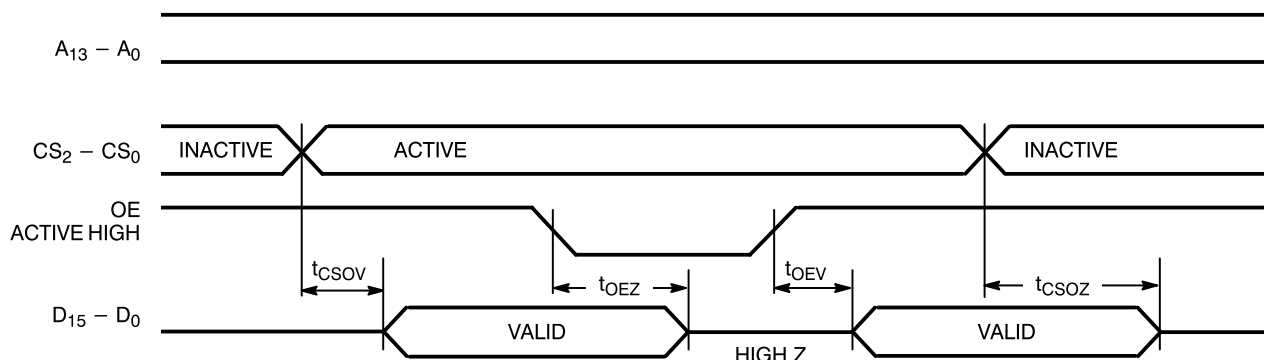 A13 – A0
CS2 – CS0 INACTIVE ACTIVE INACTIVE
OE
ACTIVE HIGH
tCSOV tOEZ tOEV tCSOZ
D15 – D0 VALID VALID
HIGH Z